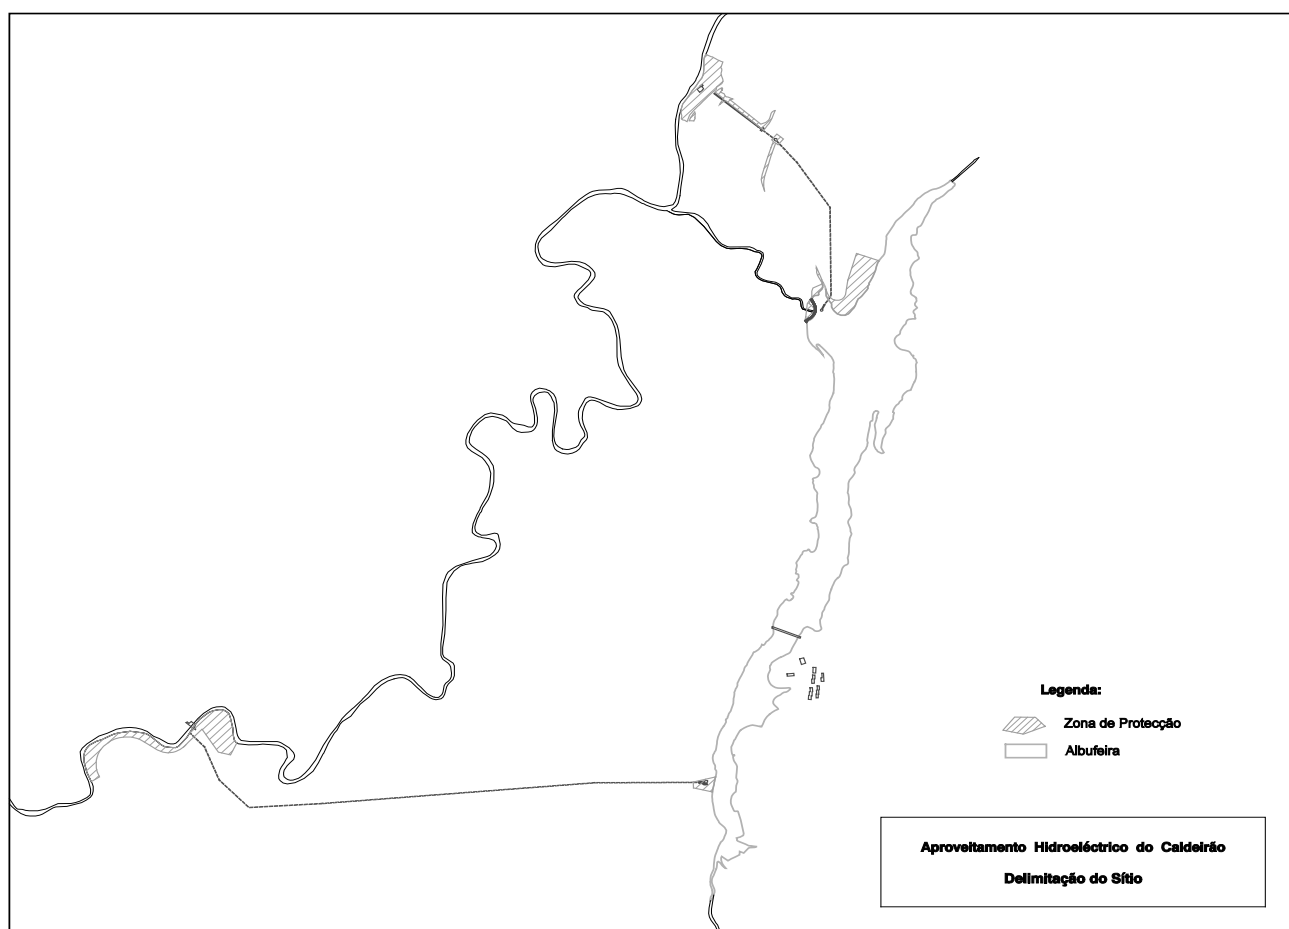 Legenda:
Zona de Protecção
Albufeira
Aproveitamento Hidroeléctrico do Caldeirão
Delimitação do Sítio